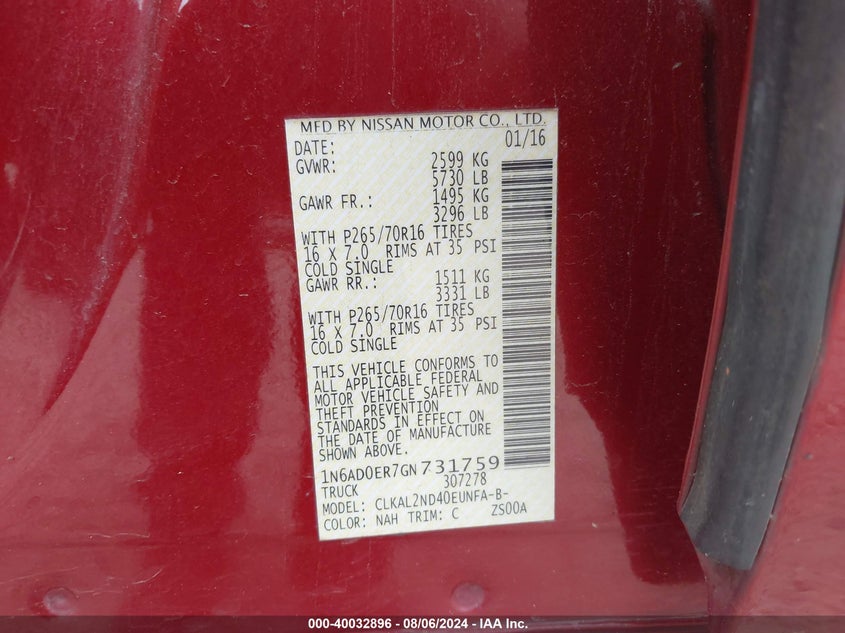 MFD BY NISSAN MOTOR CO., LTD.
DATE: 01/16
GVWR: 2599 KG
5730 LB
GAWR FR.: 1495 KG
3296 LB
WITH P265/70R16 TIRES
16 X 7.0 RIMS AT 35 PSI
COLD SINGLE
GAWR RR.: 1511 KG
3331 LB
WITH P265/70R16 TIRES
16 X 7.0 RIMS AT 35 PSI
COLD SINGLE
THIS VEHICLE CONFORMS TO
ALL APPLICABLE FEDERAL
MOTOR VEHICLE SAFETY AND
THEFT PREVENTION
STANDARDS IN EFFECT ON
THE DATE OF MANUFACTURE
SHOWN ABOVE.
1N6AD0ER7GN731759
TRUCK 307278
MODEL: CLKAL2ND40EUNFA-B-
COLOR: NAH TRIM: C ZS00A
000-40032896 - 08/06/2024 - IAA Inc.